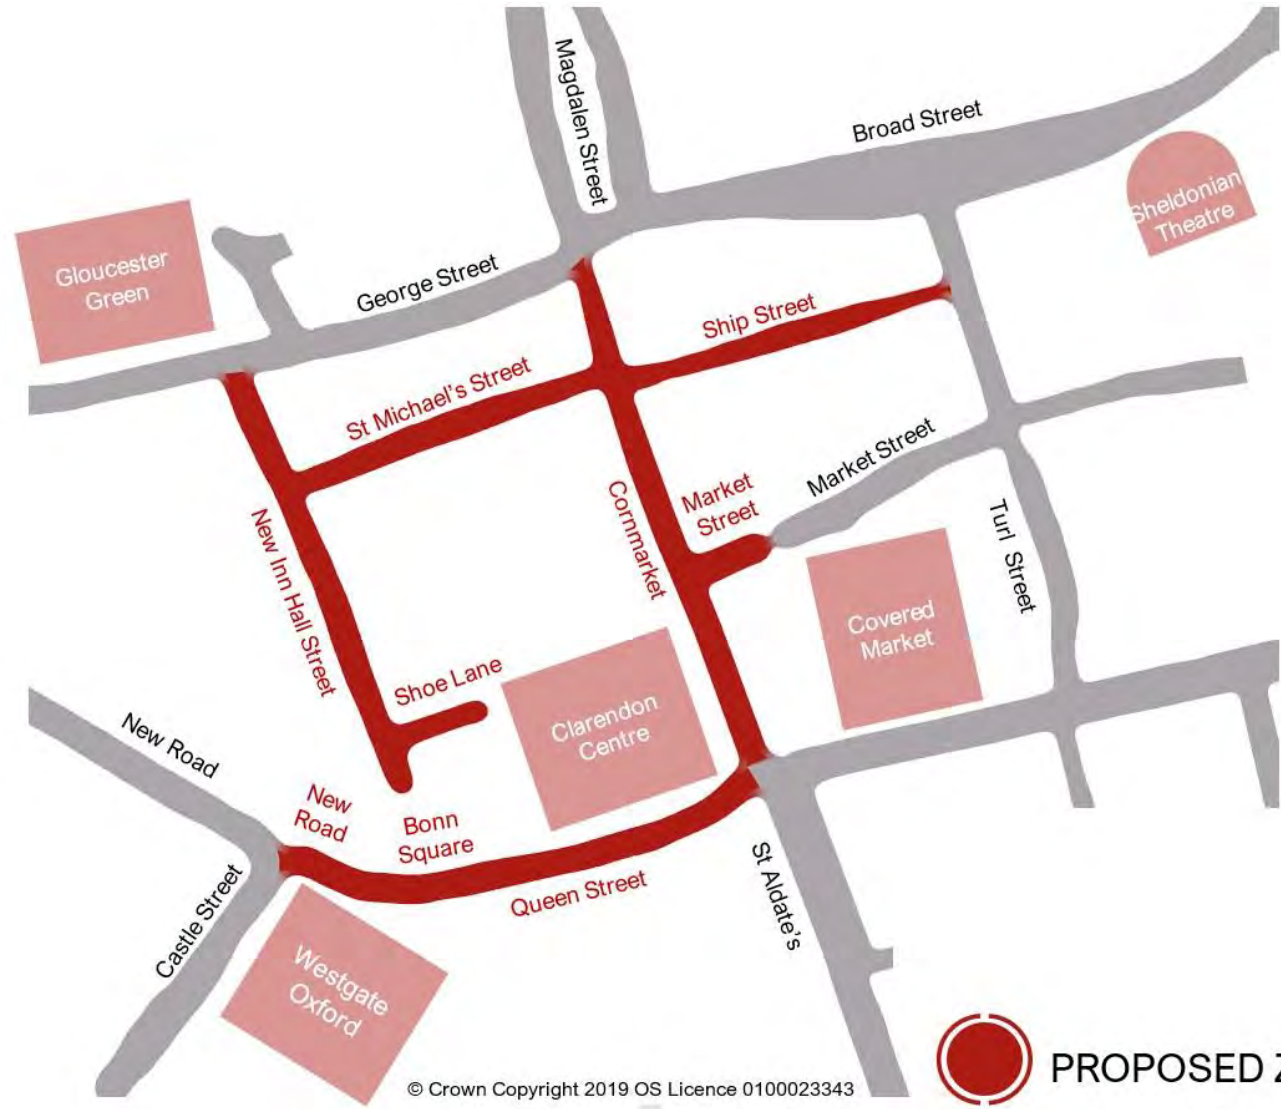 Magdalen Street
Broad Street
Sheldonian
Theatre
Gloucester
Green
George Street
Ship Street
St Michael's Street
Market Street
Market
Street
Cornmarket
New Inn Hall Street
Turl Street
Covered
Market
Shoe Lane
Clarendon
Centre
New Road
New
Road
Bonn
Square
Queen Street
St Aldate's
Castle Street
Westgate
Oxford
PROPOSED Z
© Crown Copyright 2019 OS Licence 0100023343